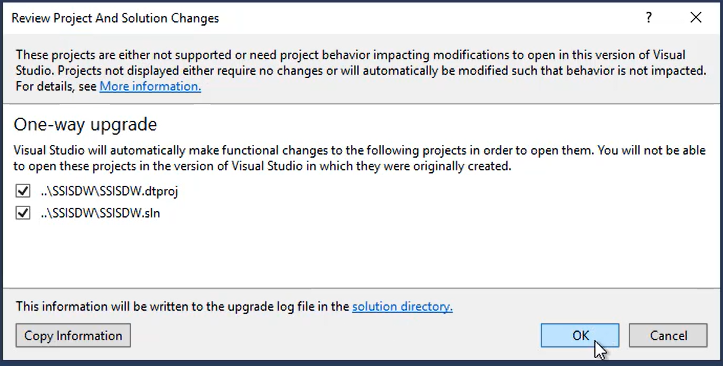 Review Project And Solution Changes
?
These projects are either not supported or need project behavior impacting modifications to open in this version of Visual
Studio. Projects not displayed either require no changes or will automatically be modified such that behavior is not impacted.
For details, see More information.
One-way upgrade
Visual Studio will automatically make functional changes to the following projects in order to open them. You will not be able
to open these projects in the version of Visual Studio in which they were originally created.
..\SSISDW\SSISDW.dtproj
..\SSISDW\SSISDW.sln
This information will be written to the upgrade log file in the solution directory.
Copy Information OK Cancel